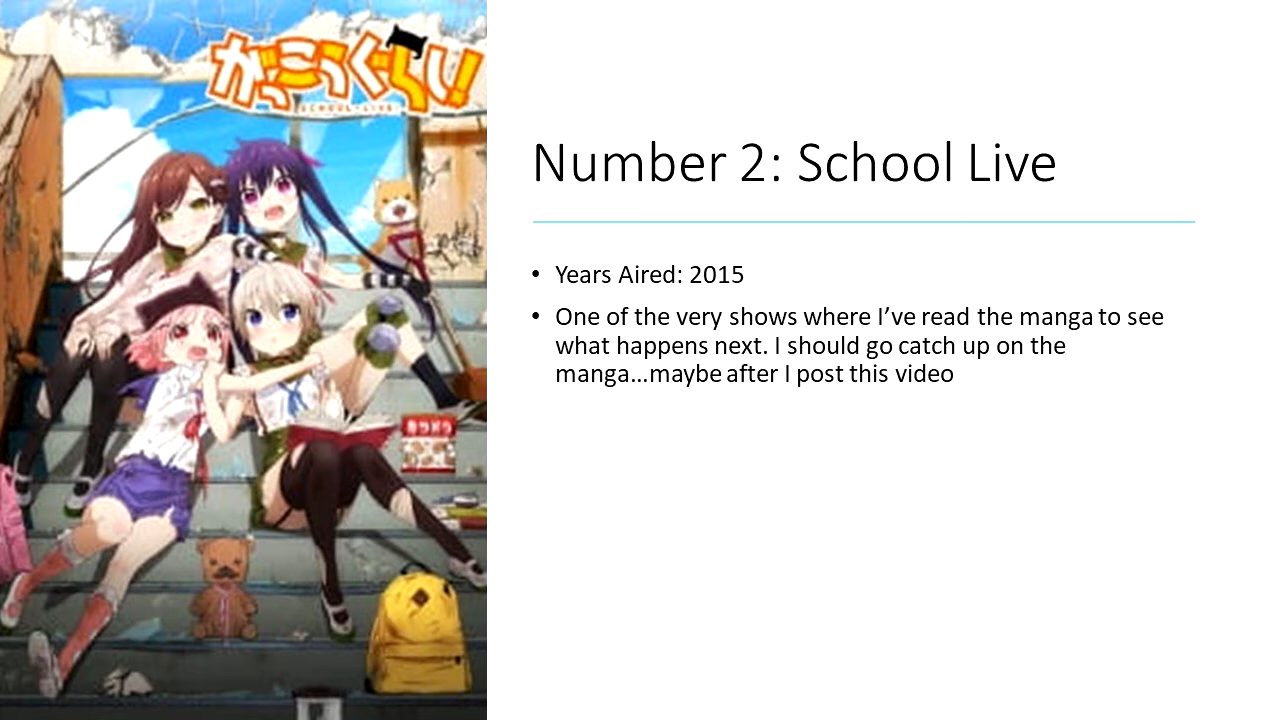 がっこうぐらし!
SCHOOL-LIVE!
Number 2: School Live
• Years Aired: 2015
• One of the very shows where I’ve read the manga to see
what happens next. I should go catch up on the
manga…maybe after I post this video